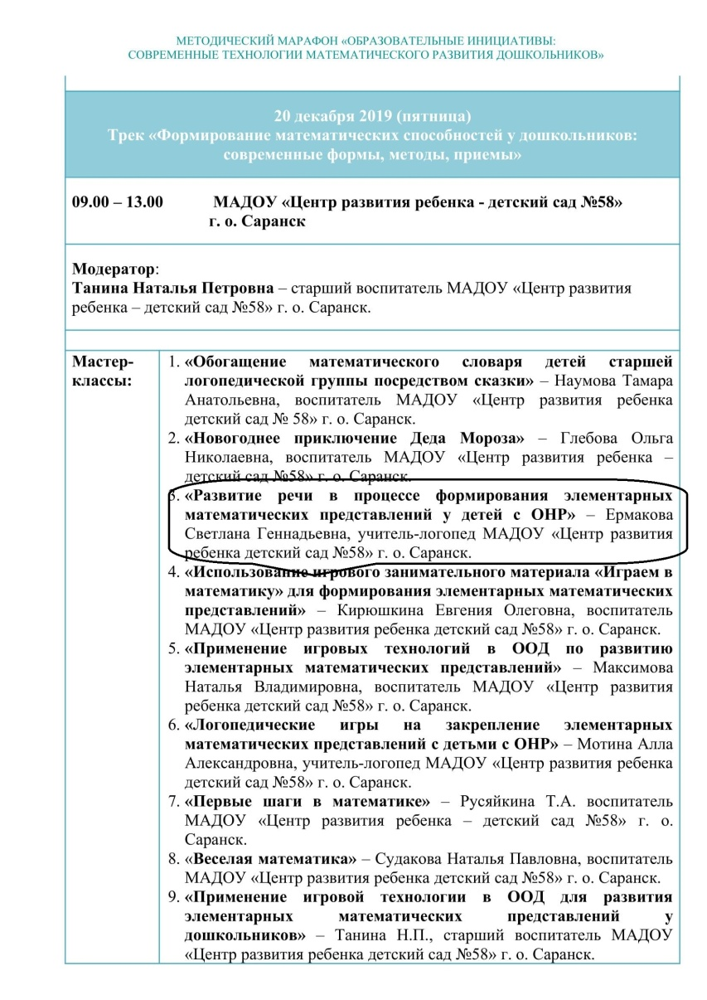 МЕТОДИЧЕСКИЙ МАРАФОН «ОБРАЗОВАТЕЛЬНЫЕ ИНИЦИАТИВЫ:
СОВРЕМЕННЫЕ ТЕХНОЛОГИИ МАТЕМАТИЧЕСКОГО РАЗВИТИЯ ДОШКОЛЬНИКОВ»
20 декабря 2019 (пятница)
Трек «Формирование математических способностей у дошкольников:
современные формы, методы, приемы»
09.00 – 13.00 МАДОУ «Центр развития ребенка - детский сад №58»
г. о. Саранск
Модератор:
Танина Наталья Петровна – старший воспитатель МАДОУ «Центр развития
ребенка – детский сад №58» г. о. Саранск.
Мастер-
классы:
1. «Обогащение математического словаря детей старшей
логопедической группы посредством сказки» – Наумова Тамара
Анатольевна, воспитатель МАДОУ «Центр развития ребенка
детский сад № 58» г. о. Саранск.
2. «Новогоднее приключение Деда Мороза» – Глебова Ольга
Николаевна, воспитатель МАДОУ «Центр развития ребенка –
детский сад №58» г. о. Саранск.
3. «Развитие речи в процессе формирования элементарных
математических представлений у детей с ОНР» – Ермакова
Светлана Геннадьевна, учитель-логопед МАДОУ «Центр развития
ребенка детский сад №58» г. о. Саранск.
4. «Использование игрового занимательного материала «Играем в
математику» для формирования элементарных математических
представлений» – Кирюшкина Евгения Олеговна, воспитатель
МАДОУ «Центр развития ребенка детский сад №58» г. о. Саранск.
5. «Применение игровых технологий в ООД по развитию
элементарных математических представлений» – Максимова
Наталья Владимировна, воспитатель МАДОУ «Центр развития
ребенка детский сад №58» г. о. Саранск.
6. «Логопедические игры на закрепление элементарных
математических представлений с детьми с ОНР» – Мотина Алла
Александровна, учитель-логопед МАДОУ «Центр развития ребенка
детский сад №58» г. о. Саранск.
7. «Первые шаги в математике» – Русяйкина Т.А. воспитатель
МАДОУ «Центр развития ребенка – детский сад №58» г. о.
Саранск.
8. «Веселая математика» – Судакова Наталья Павловна, воспитатель
МАДОУ «Центр развития ребенка детский сад №58» г. о. Саранск.
9. «Применение игровой технологии в ООД для развития
элементарных математических представлений у
дошкольников» – Танина Н.П., старший воспитатель МАДОУ
«Центр развития ребенка детский сад №58» г. о. Саранск.